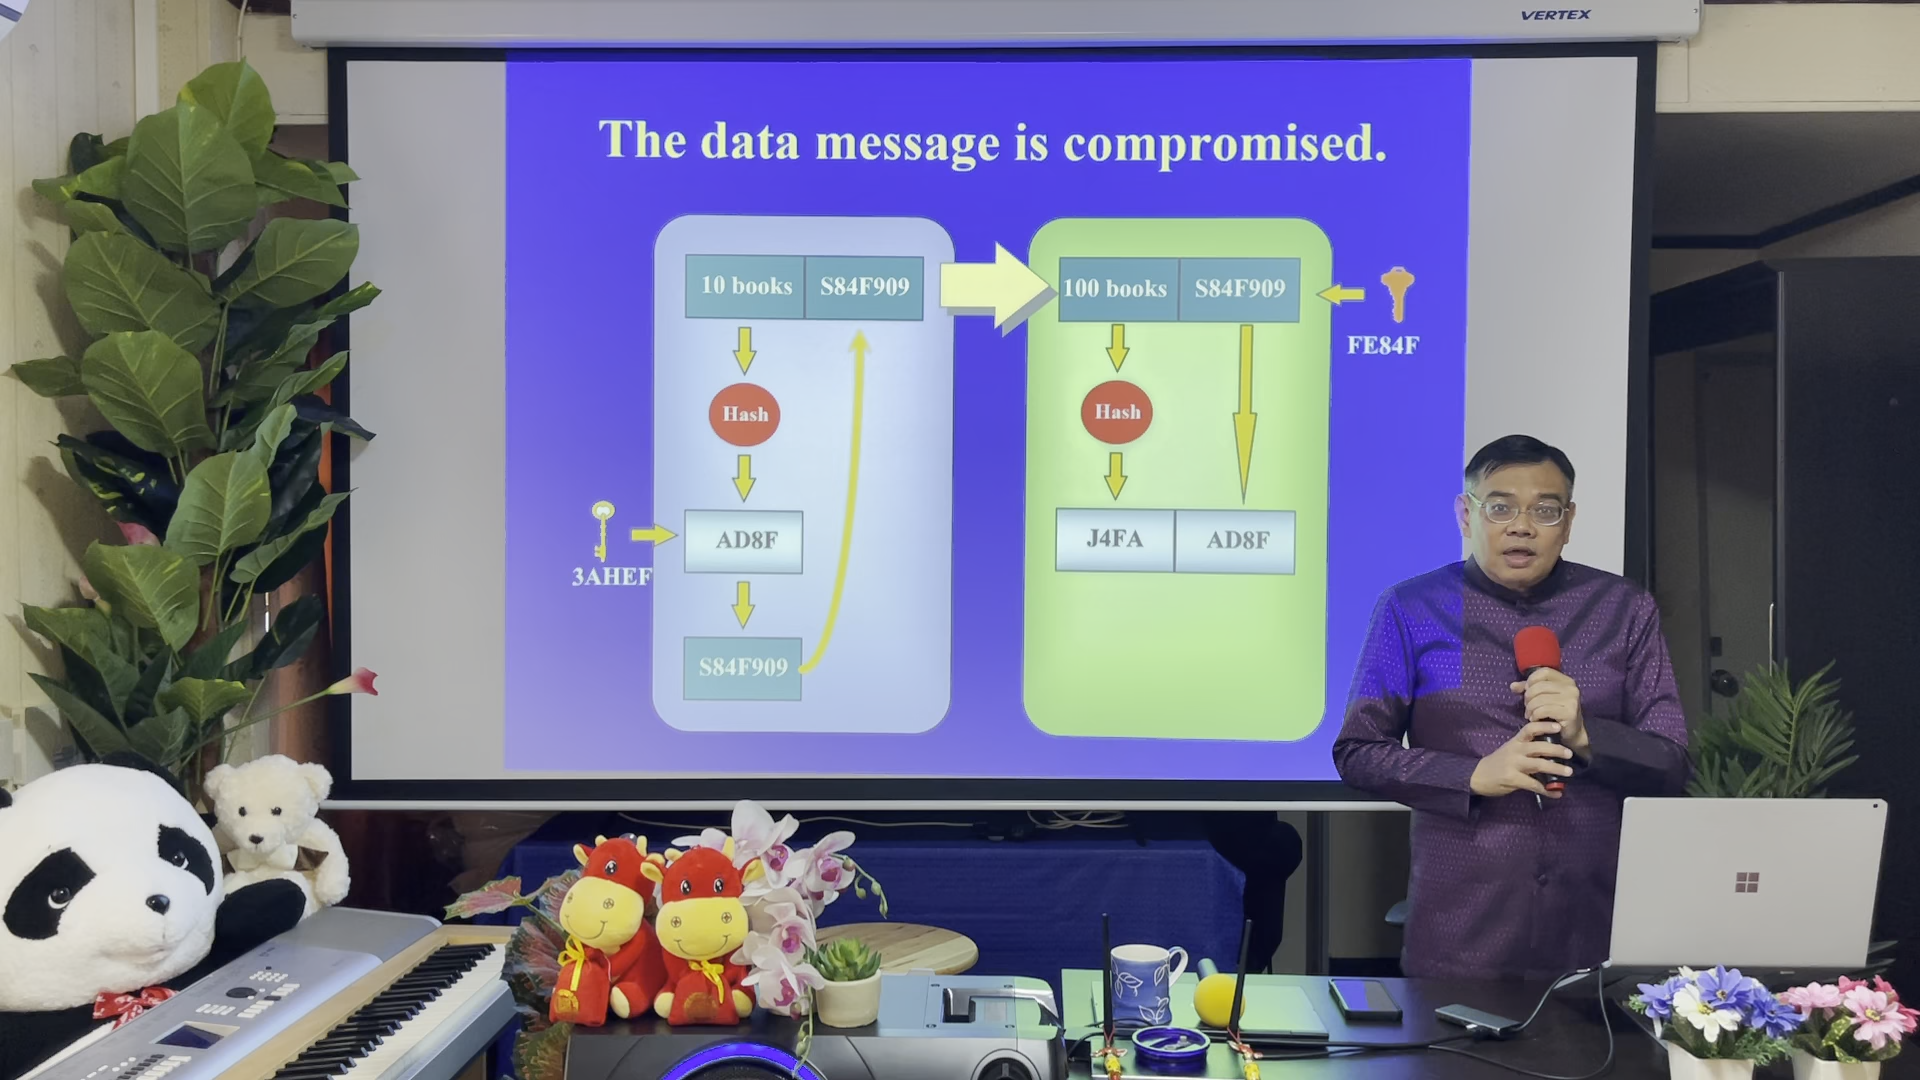 VERTEX
The data message is compromised.
10 books S84F909
100 books S84F909
FE84F
Hash
Hash
AD8F
J4FA AD8F
3AHEF
S84F909